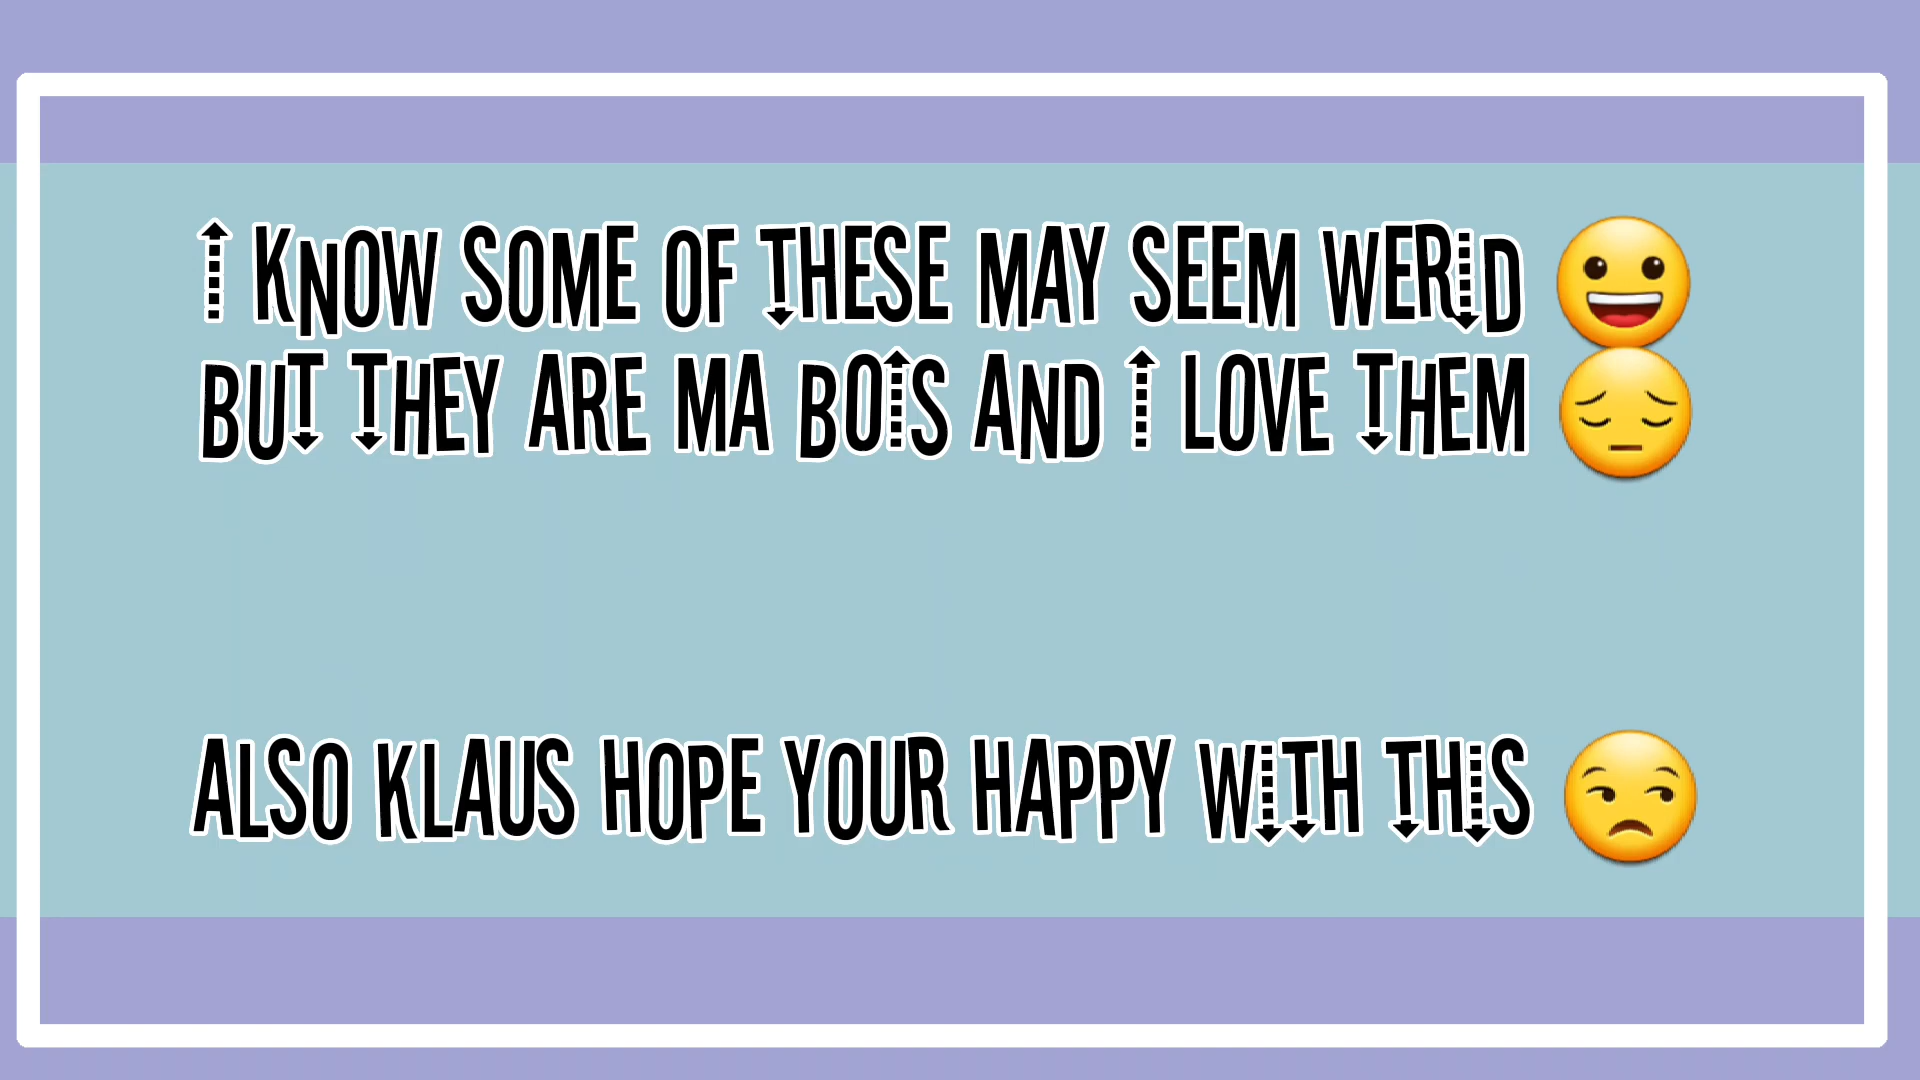 I KNOW SOME OF THESE MAY SEEM WERID 😀
BUT THEY ARE MA BOIS AND I LOVE THEM 😔
ALSO KLAUS HOPE YOUR HAPPY WITH THIS 😒